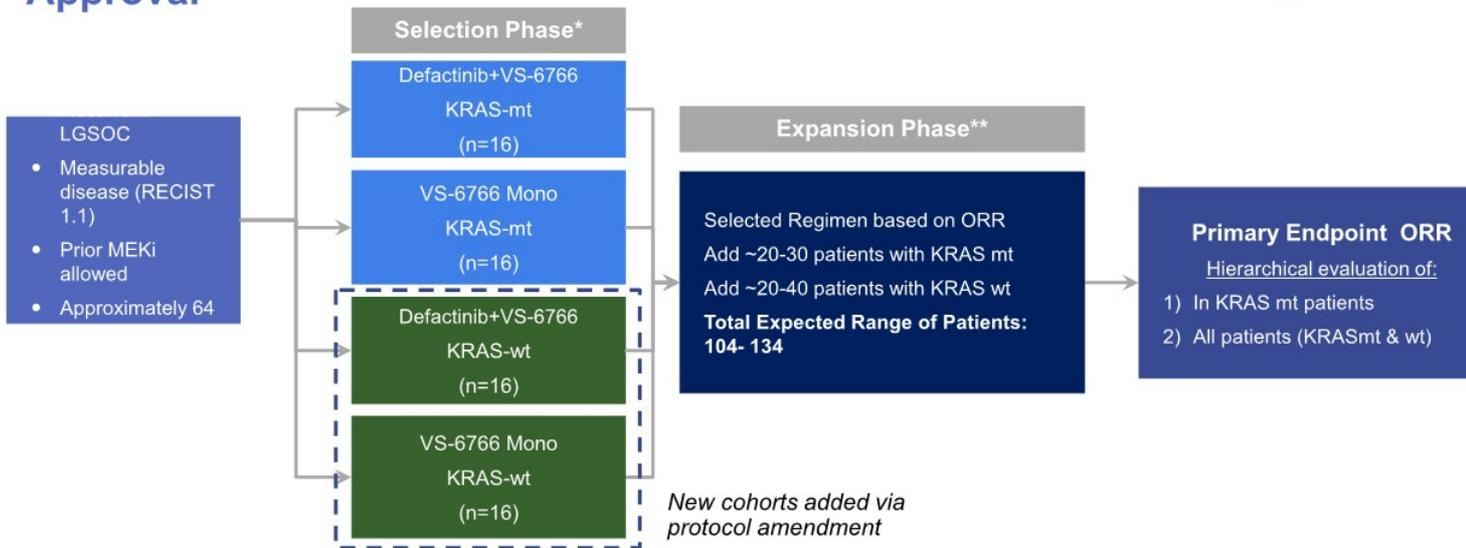 Approval
Selection Phase*
Defactinib+VS-6766
KRAS-mt
(n=16)
VS-6766 Mono
KRAS-mt
(n=16)
Defactinib+VS-6766
KRAS-wt
(n=16)
VS-6766 Mono
KRAS-wt
(n=16)
LGSOC
• Measurable
disease (RECIST
1.1)
• Prior MEKi
allowed
• Approximately 64
New cohorts added via
protocol amendment
Expansion Phase**
Selected Regimen based on ORR
Add ~20-30 patients with KRAS mt
Add ~20-40 patients with KRAS wt
Total Expected Range of Patients:
104- 134
Primary Endpoint ORR
Hierarchical evaluation of:
1) In KRAS mt patients
2) All patients (KRASmt & wt)